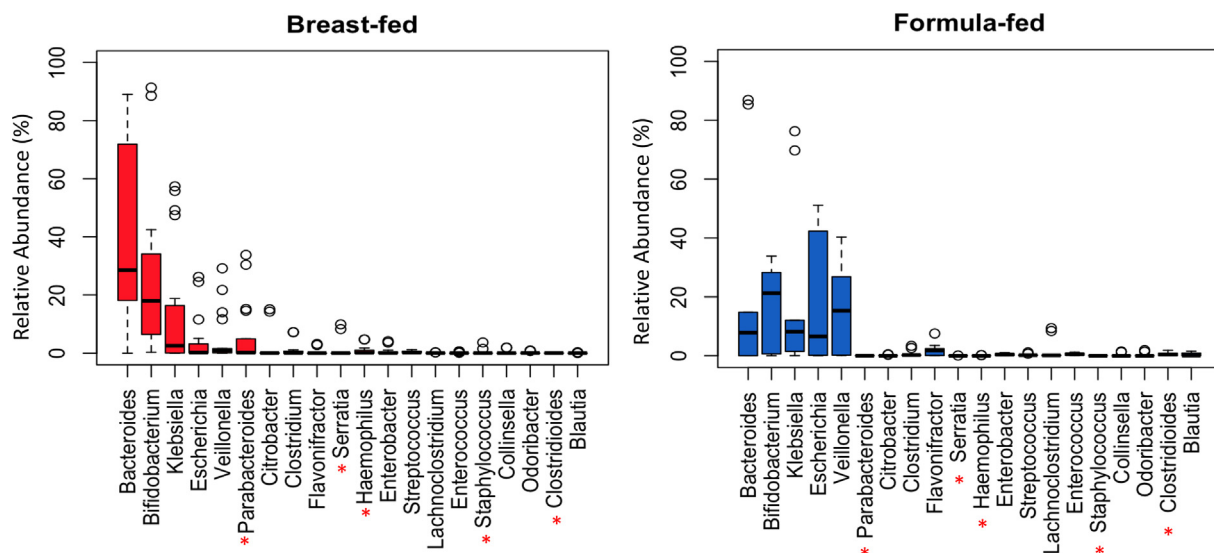 Breast-fed
Relative Abundance (%)
100
80
60
40
20
0
Bacteroides
Bifidobacterium
Klebsiella
Escherichia
Veillonella
* Parabacteroides
Citrobacter
Clostridium
Flavonifractor
* Serratia
* Haemophilus
Enterobacter
Streptococcus
Lachnoclostridium
Enterococcus
* Staphylococcus
Collinsella
Odoribacter
* Clostridioides
Blautia
Formula-fed
Relative Abundance (%)
100
80
60
40
20
0
Bacteroides
Bifidobacterium
Klebsiella
Escherichia
Veillonella
* Parabacteroides
Citrobacter
Clostridium
Flavonifractor
* Serratia
* Haemophilus
Enterobacter
Streptococcus
Lachnoclostridium
Enterococcus
* Staphylococcus
Collinsella
Odoribacter
* Clostridioides
Blautia